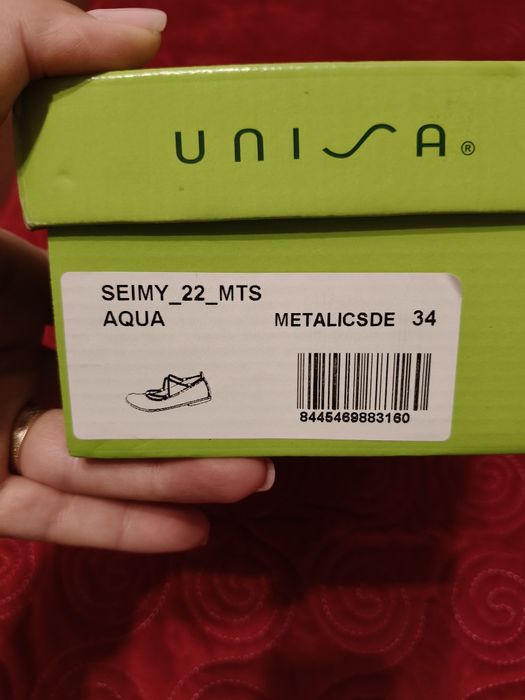 UNISA®
SEIMY_22_MTS
AQUA METALICSDE 34
8445469883160